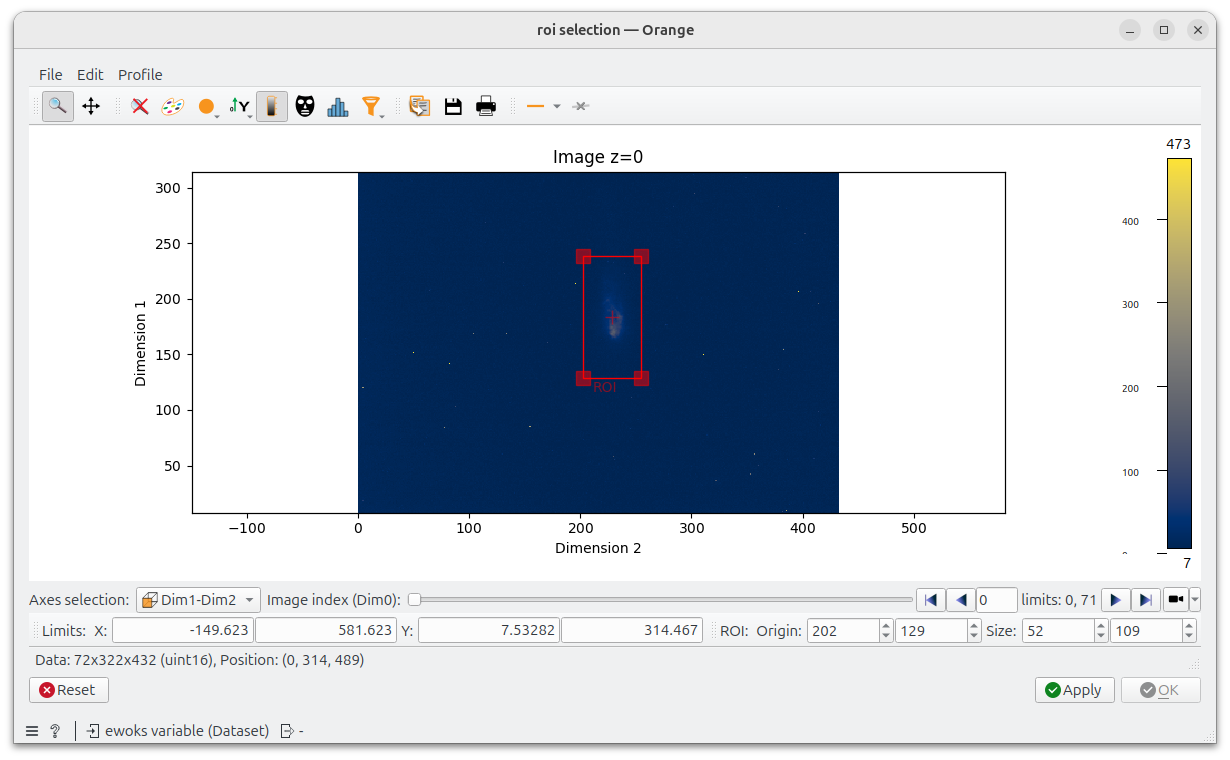 roi selection — Orange
File Edit Profile
Image z=0
473
300
250
200
150
100
50
Dimension 1
ROI
−100 0 100 200 300 400 500
Dimension 2
400
300
200
100
7
Axes selection: Dim1-Dim2 Image index (Dim0): 0 limits: 0, 71
Limits: X: -149.623 581.623 Y: 7.53282 314.467 ROI: Origin: 202 129 Size: 52 109
Data: 72x322x432 (uint16), Position: (0, 314, 489)
Reset Apply OK
? ewoks variable (Dataset) -